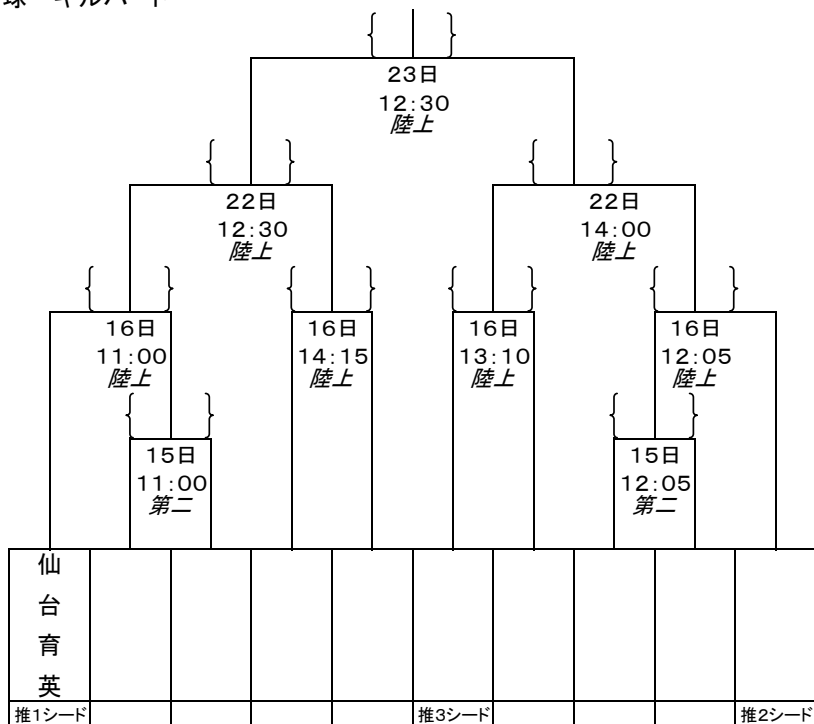 23日
12:30
陸上
22日
12:30
陸上
22日
14:00
陸上
16日
11:00
陸上
16日
14:15
陸上
16日
13:10
陸上
16日
12:05
陸上
15日
11:00
第二
15日
12:05
第二
仙台育英
推1シード
推3シード
推2シード